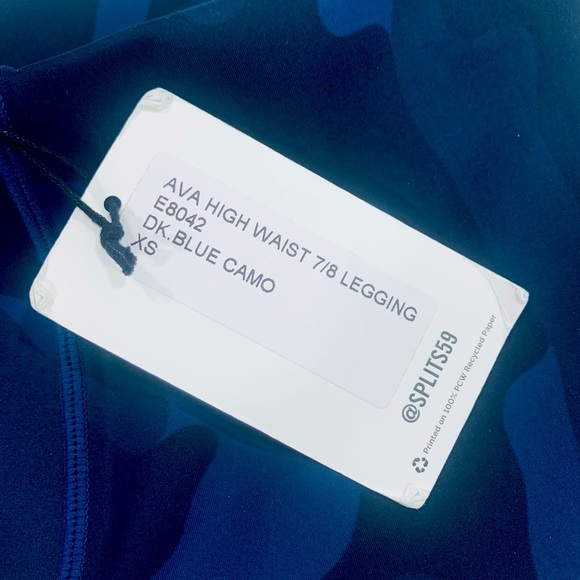 AVA HIGH WAIST 7/8 LEGGING
E8042
DK.BLUE CAMO
XS
@SPLITS59
Printed on 100% PCW Recycled Paper